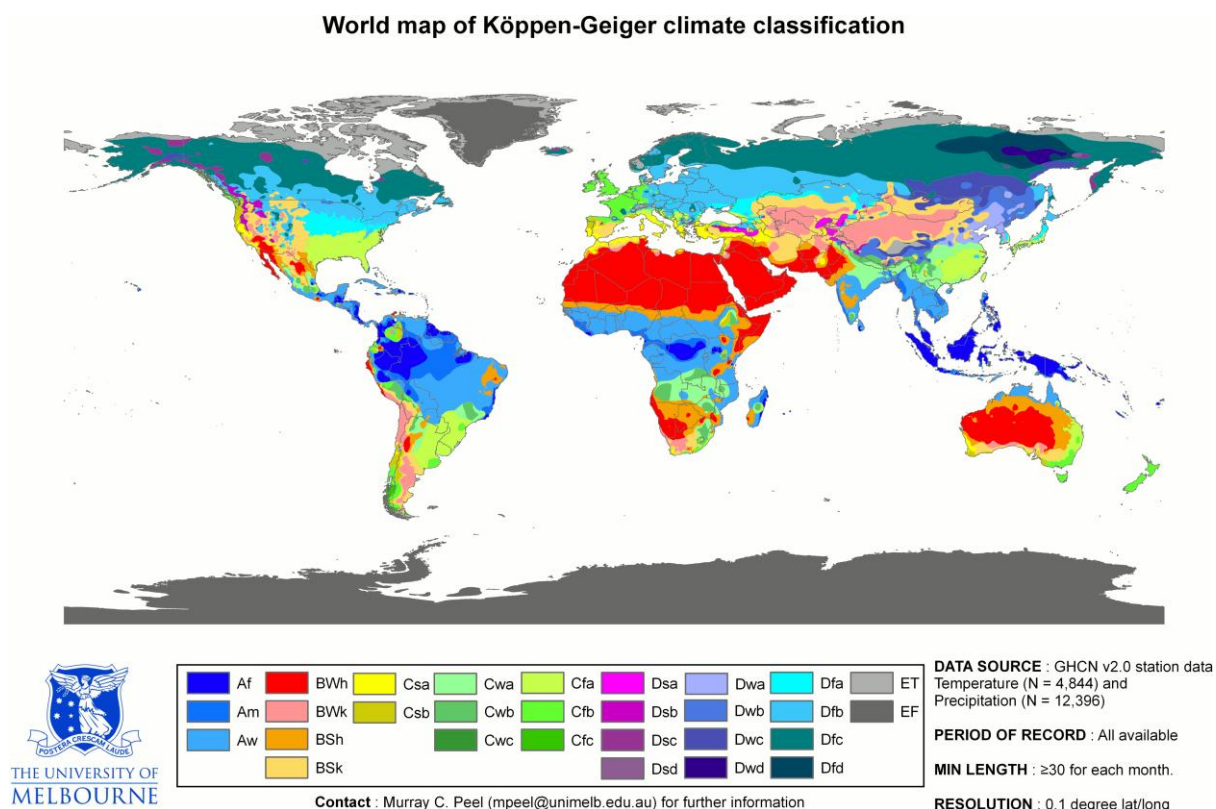 World map of Köppen-Geiger climate classification
Af
Am
Aw
BWh
BWk
BSh
BSk
Csa
Csb
Cwa
Cwb
Cwc
Cfa
Cfb
Cfc
Dsa
Dsb
Dsc
Dsd
Dwa
Dwb
Dwc
Dwd
Dfa
Dfb
Dfc
Dfd
ET
EF
DATA SOURCE : GHCN v2.0 station data
Temperature (N = 4,844) and
Precipitation (N = 12,396)
PERIOD OF RECORD : All available
MIN LENGTH : ≥30 for each month.
RESOLUTION : 0.1 degree lat/long
POSTERA CRESCAM LAUDE
THE UNIVERSITY OF
MELBOURNE
Contact : Murray C. Peel (mpeel@unimelb.edu.au) for further information